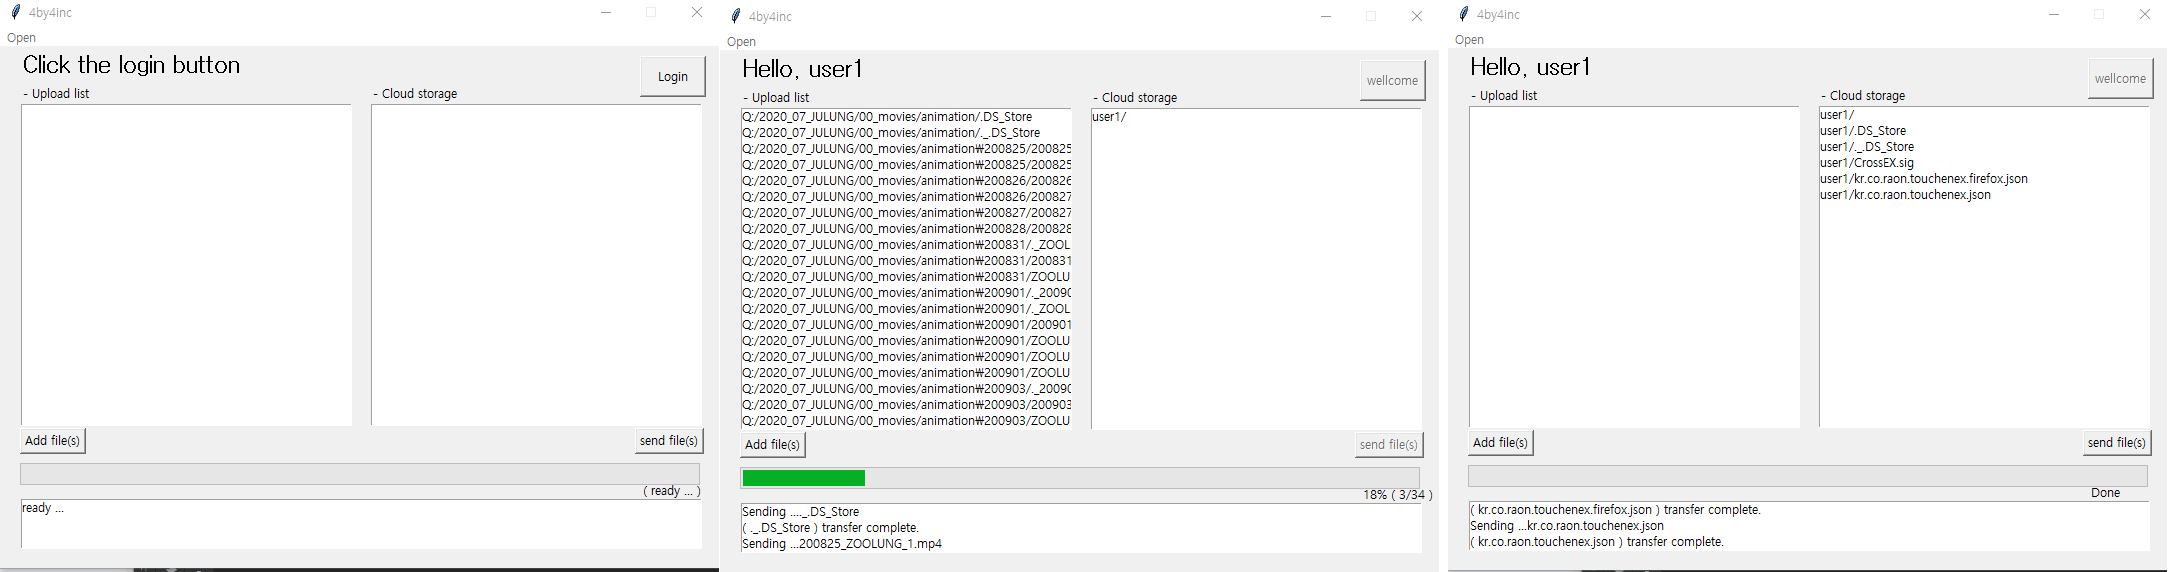 4by4inc
Open
Click the login button
Login
- Upload list
- Cloud storage
Add file(s)
send file(s)
( ready ... )
ready ...
4by4inc
Open
Hello, user1
wellcome
- Upload list
- Cloud storage
Q:/2020_07_JULUNG/00_movies/animation/.DS_Store
Q:/2020_07_JULUNG/00_movies/animation/._.DS_Store
Q:/2020_07_JULUNG/00_movies/animation₩200825/200825
Q:/2020_07_JULUNG/00_movies/animation₩200825/200825
Q:/2020_07_JULUNG/00_movies/animation₩200826/200826
Q:/2020_07_JULUNG/00_movies/animation₩200826/200827
Q:/2020_07_JULUNG/00_movies/animation₩200827/200827
Q:/2020_07_JULUNG/00_movies/animation₩200828/200828
Q:/2020_07_JULUNG/00_movies/animation₩200831/._ZOOL
Q:/2020_07_JULUNG/00_movies/animation₩200831/200831
Q:/2020_07_JULUNG/00_movies/animation₩200831/ZOOLU
Q:/2020_07_JULUNG/00_movies/animation₩200901/._2009
Q:/2020_07_JULUNG/00_movies/animation₩200901/._ZOOL
Q:/2020_07_JULUNG/00_movies/animation₩200901/200901
Q:/2020_07_JULUNG/00_movies/animation₩200901/ZOOLU
Q:/2020_07_JULUNG/00_movies/animation₩200901/ZOOLU
Q:/2020_07_JULUNG/00_movies/animation₩200901/ZOOLU
Q:/2020_07_JULUNG/00_movies/animation₩200903/._2009
Q:/2020_07_JULUNG/00_movies/animation₩200903/200903
Q:/2020_07_JULUNG/00_movies/animation₩200903/ZOOLU
user1/
Add file(s)
send file(s)
18% ( 3/34 )
Sending ...._.DS_Store
( ._.DS_Store ) transfer complete.
Sending ...200825_ZOOLUNG_1.mp4
4by4inc
Open
Hello, user1
wellcome
- Upload list
- Cloud storage
user1/
user1/.DS_Store
user1/._.DS_Store
user1/CrossEX.sig
user1/kr.co.raon.touchenex.firefox.json
user1/kr.co.raon.touchenex.json
Add file(s)
send file(s)
Done
( kr.co.raon.touchenex.firefox.json ) transfer complete.
Sending ...kr.co.raon.touchenex.json
( kr.co.raon.touchenex.json ) transfer complete.